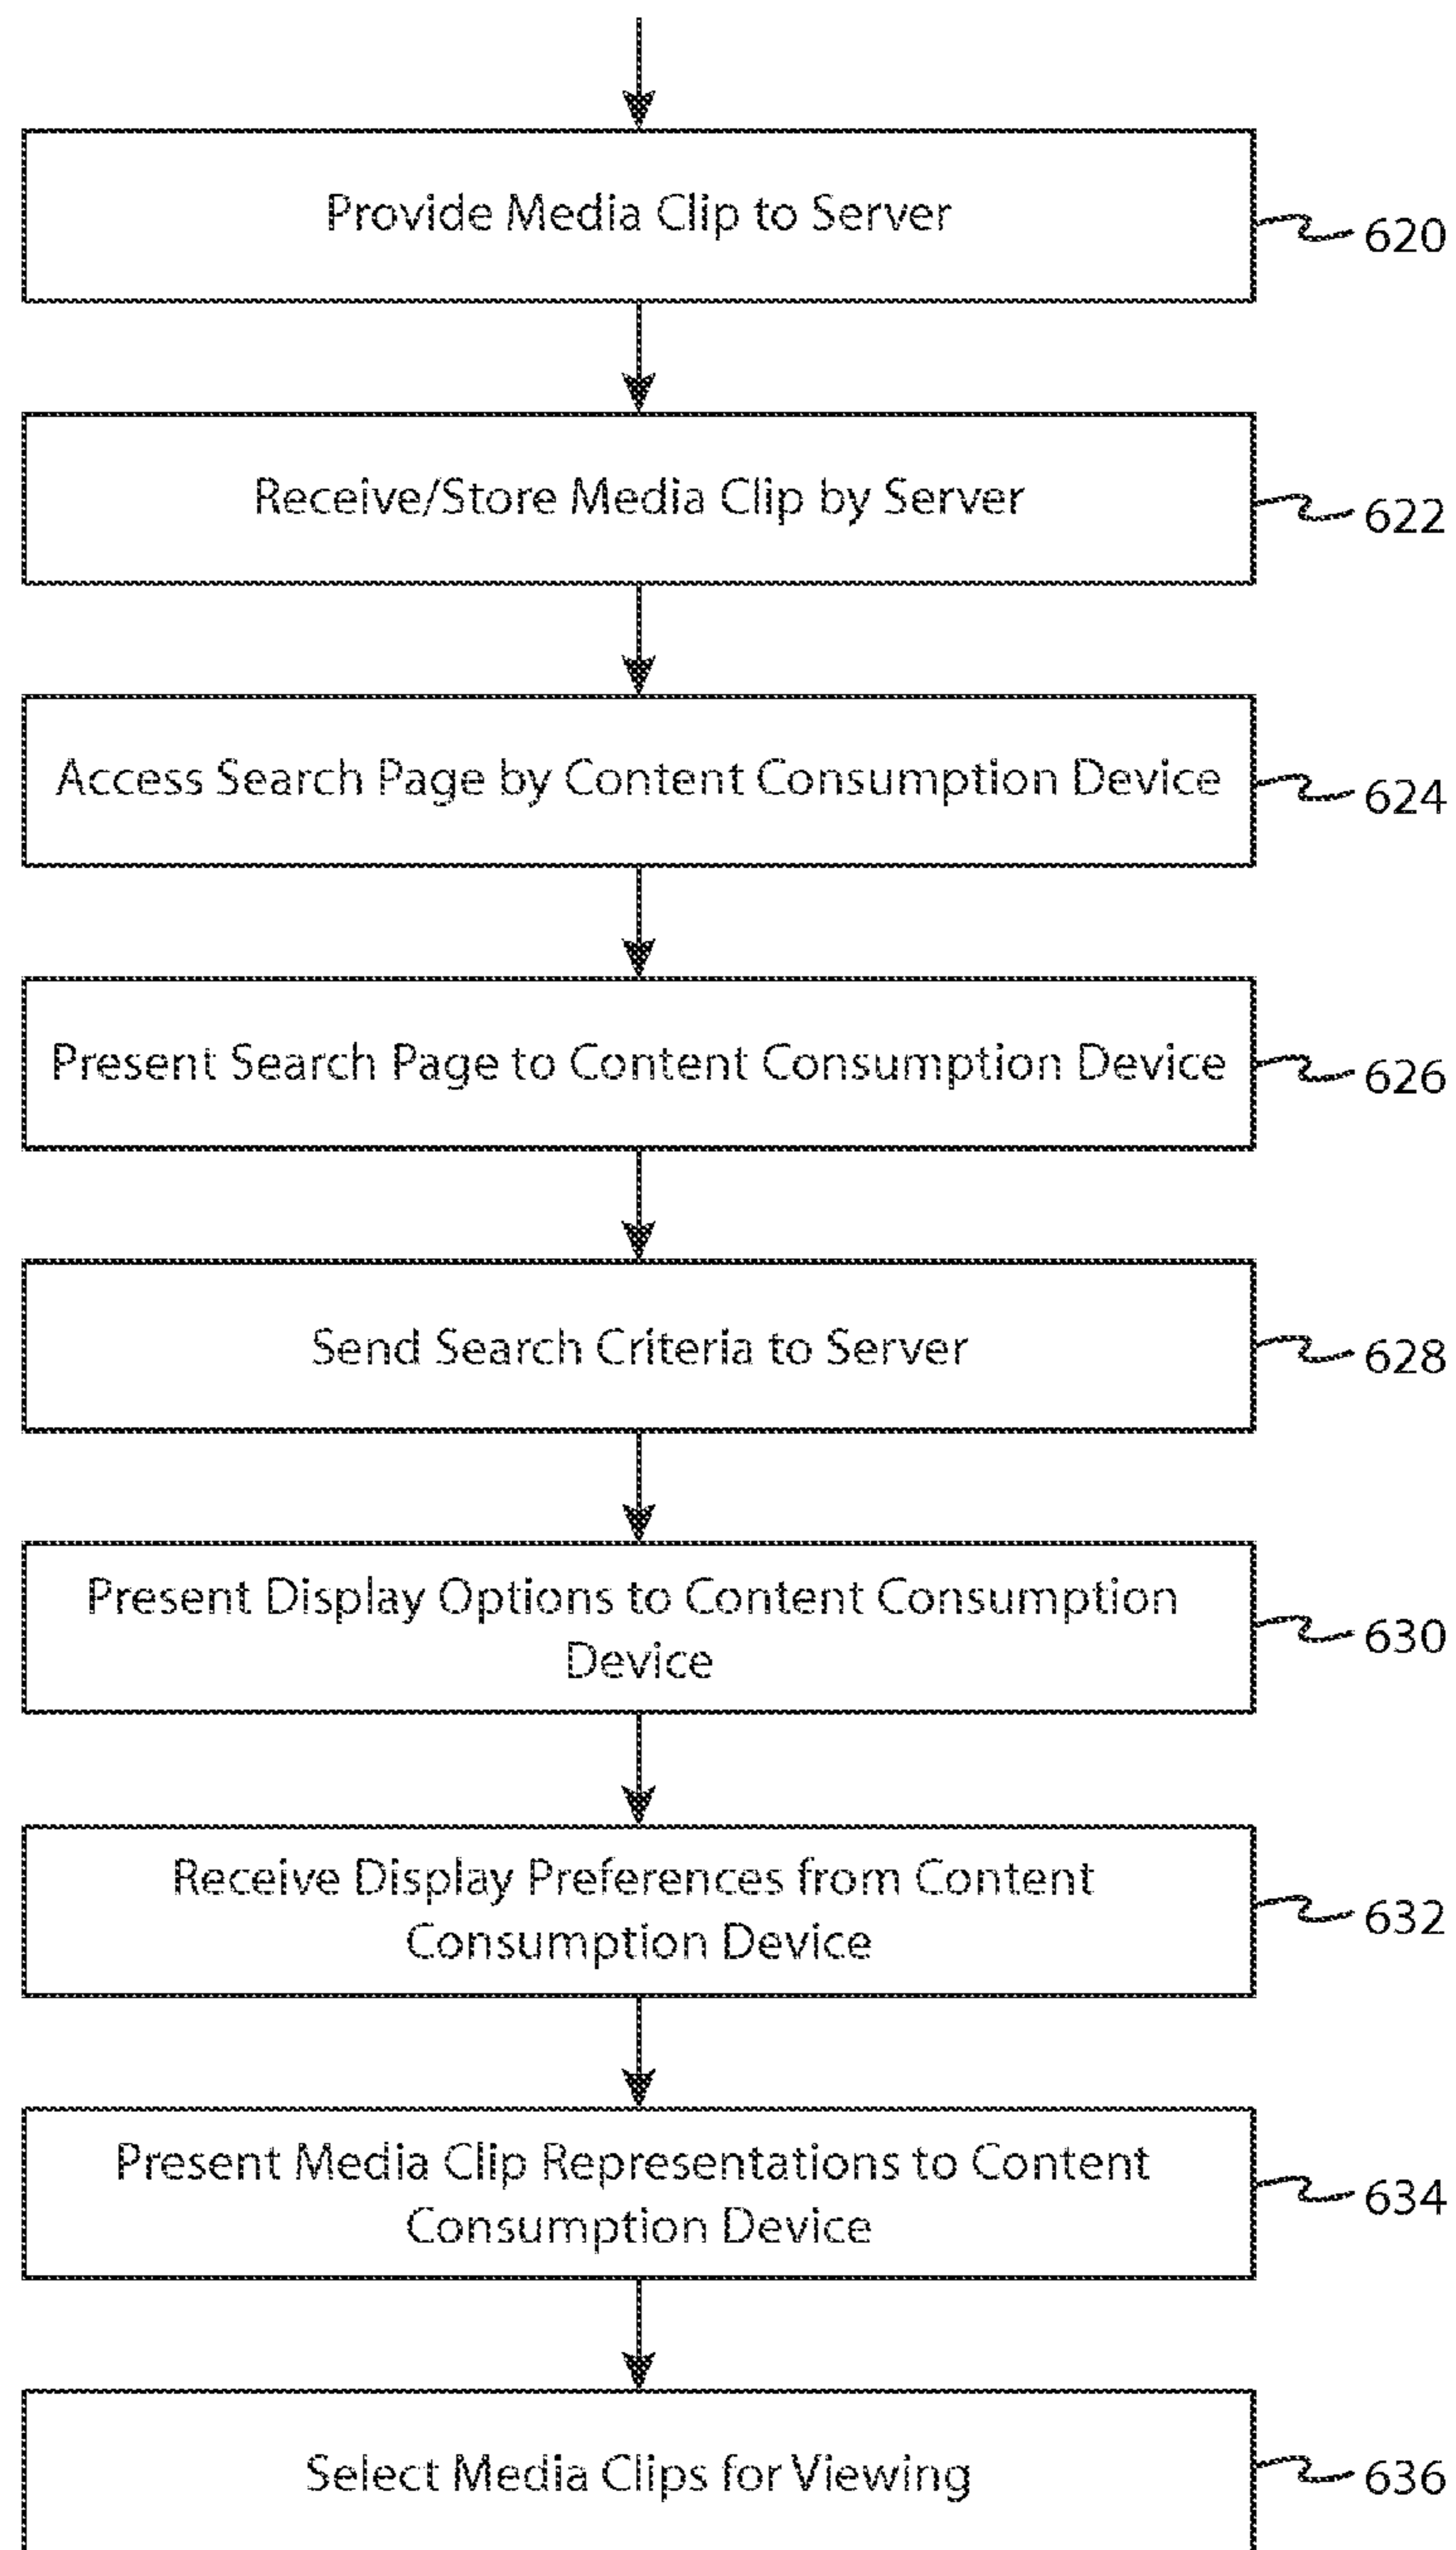 Provide Media Clip to Server
620
Receive/Store Media Clip by Server
622
Access Search Page by Content Consumption Device
624
Present Search Page to Content Consumption Device
626
Send Search Criteria to Server
628
Present Display Options to Content Consumption
Device
630
Receive Display Preferences from Content
Consumption Device
632
Present Media Clip Representations to Content
Consumption Device
634
Select Media Clips for Viewing
636